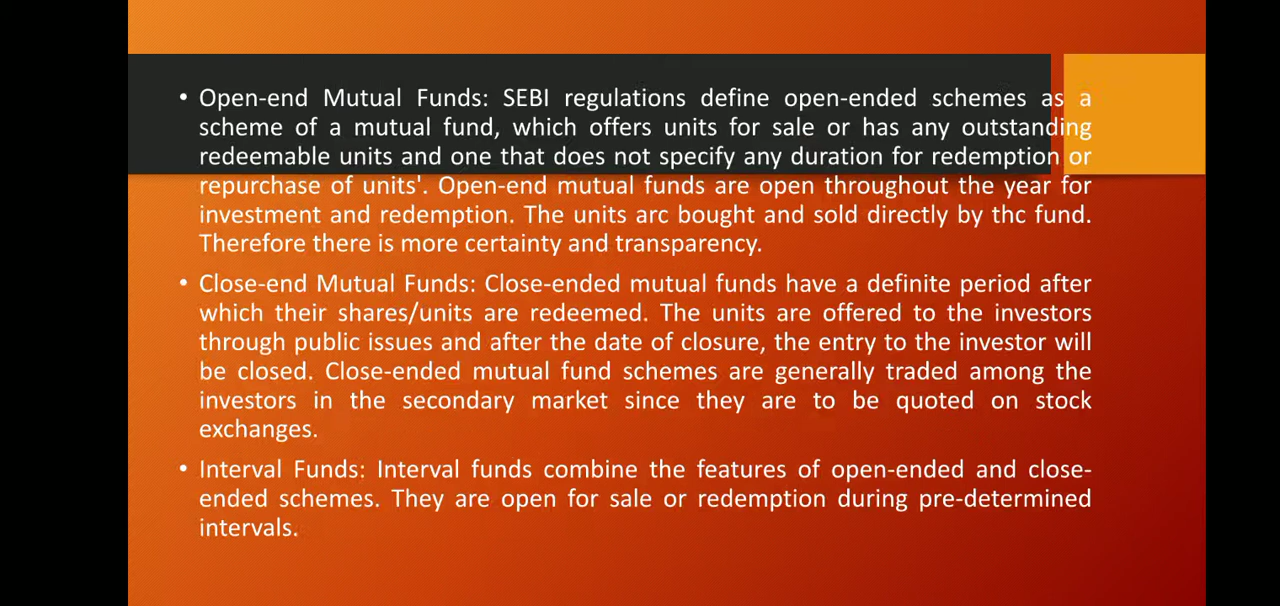 • Open-end Mutual Funds: SEBI regulations define open-ended schemes as a
scheme of a mutual fund, which offers units for sale or has any outstanding
redeemable units and one that does not specify any duration for redemption or
repurchase of units'. Open-end mutual funds are open throughout the year for
investment and redemption. The units arc bought and sold directly by thc fund.
Therefore there is more certainty and transparency.
• Close-end Mutual Funds: Close-ended mutual funds have a definite period after
which their shares/units are redeemed. The units are offered to the investors
through public issues and after the date of closure, the entry to the investor will
be closed. Close-ended mutual fund schemes are generally traded among the
investors in the secondary market since they are to be quoted on stock
exchanges.
• Interval Funds: Interval funds combine the features of open-ended and close-
ended schemes. They are open for sale or redemption during pre-determined
intervals.